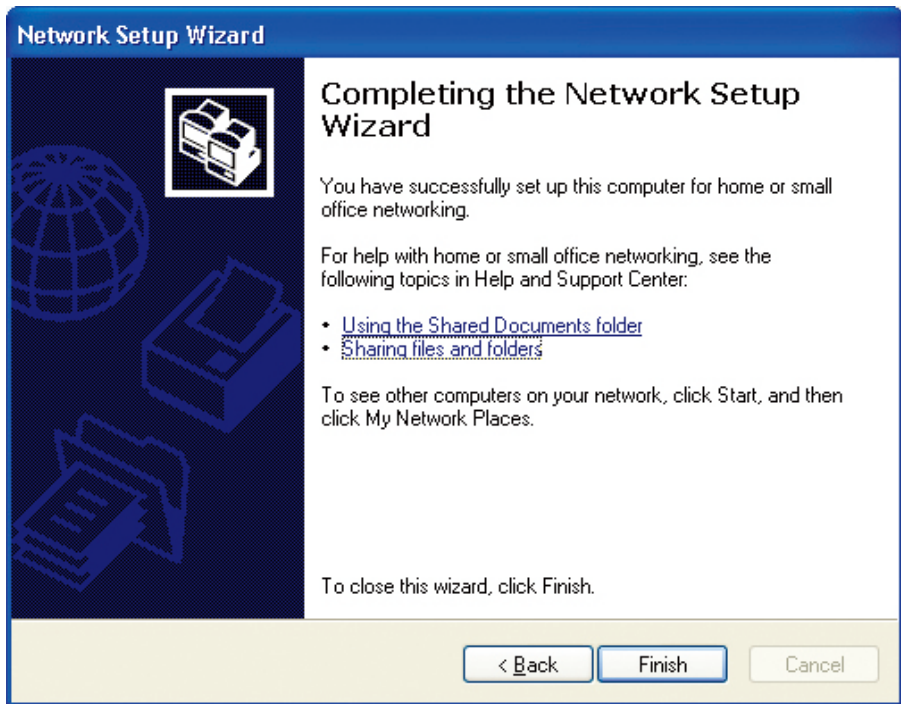 Network Setup Wizard
Completing the Network Setup
Wizard
You have successfully set up this computer for home or small
office networking.
For help with home or small office networking, see the
following topics in Help and Support Center:
• Using the Shared Documents folder
• Sharing files and folders
To see other computers on your network, click Start, and then
click My Network Places.
To close this wizard, click Finish.
< Back Finish Cancel